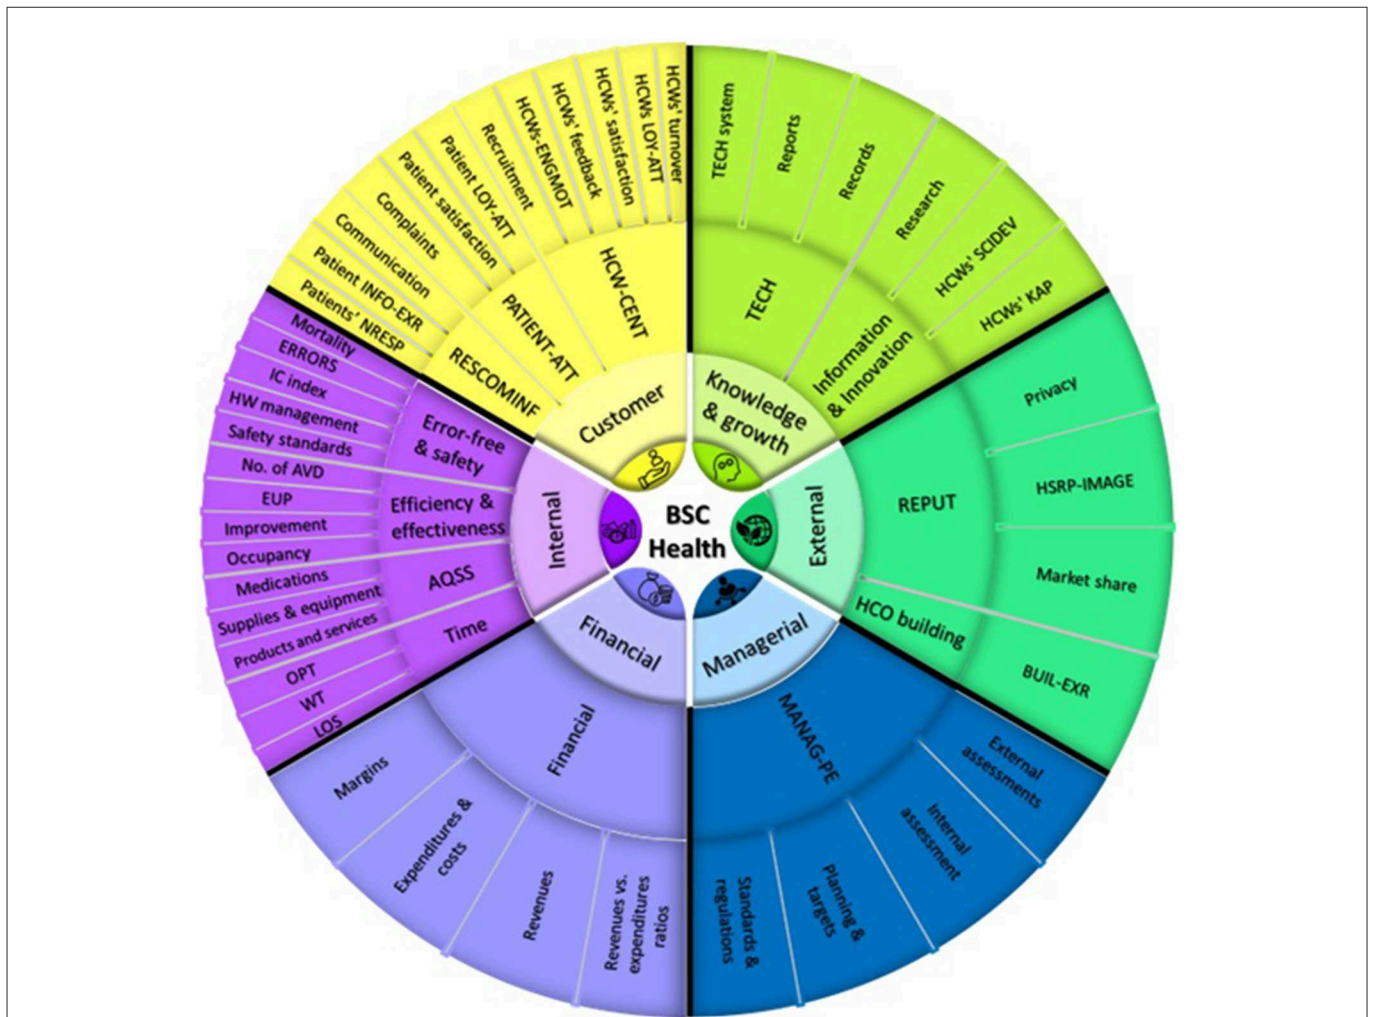 BSC
Health
Customer
HCW-CENT
HCWs' turnover
HCWs LOY-ATT
HCWs' satisfaction
HCWs' feedback
HCWs-ENGMOT
Recruitment
PATIENT-ATT
Patient LOY-ATT
Patient satisfaction
Complaints
RESCOMINF
Communication
Patient INFO-EXR
Patients' NRESP
Knowledge
& growth
TECH
TECH system
Reports
Records
Information
& Innovation
Research
HCWs' SCIDEV
HCWs' KAP
External
REPUT
Privacy
HSRP-IMAGE
Market share
HCO building
BUIL-EXR
Managerial
MANAG-PE
External
assessments
Internal
assessment
Planning &
targets
Standards &
regulations
Financial
Financial
Revenues vs.
expenditures
ratios
Revenues
Expenditures &
costs
Margins
Internal
Error-free
& safety
Mortality
ERRORS
IC index
HW management
Safety standards
Efficiency &
effectiveness
No. of AVD
EUP
Improvement
Occupancy
AQSS
Medications
Supplies & equipment
Products and services
Time
OPT
WT
LOS